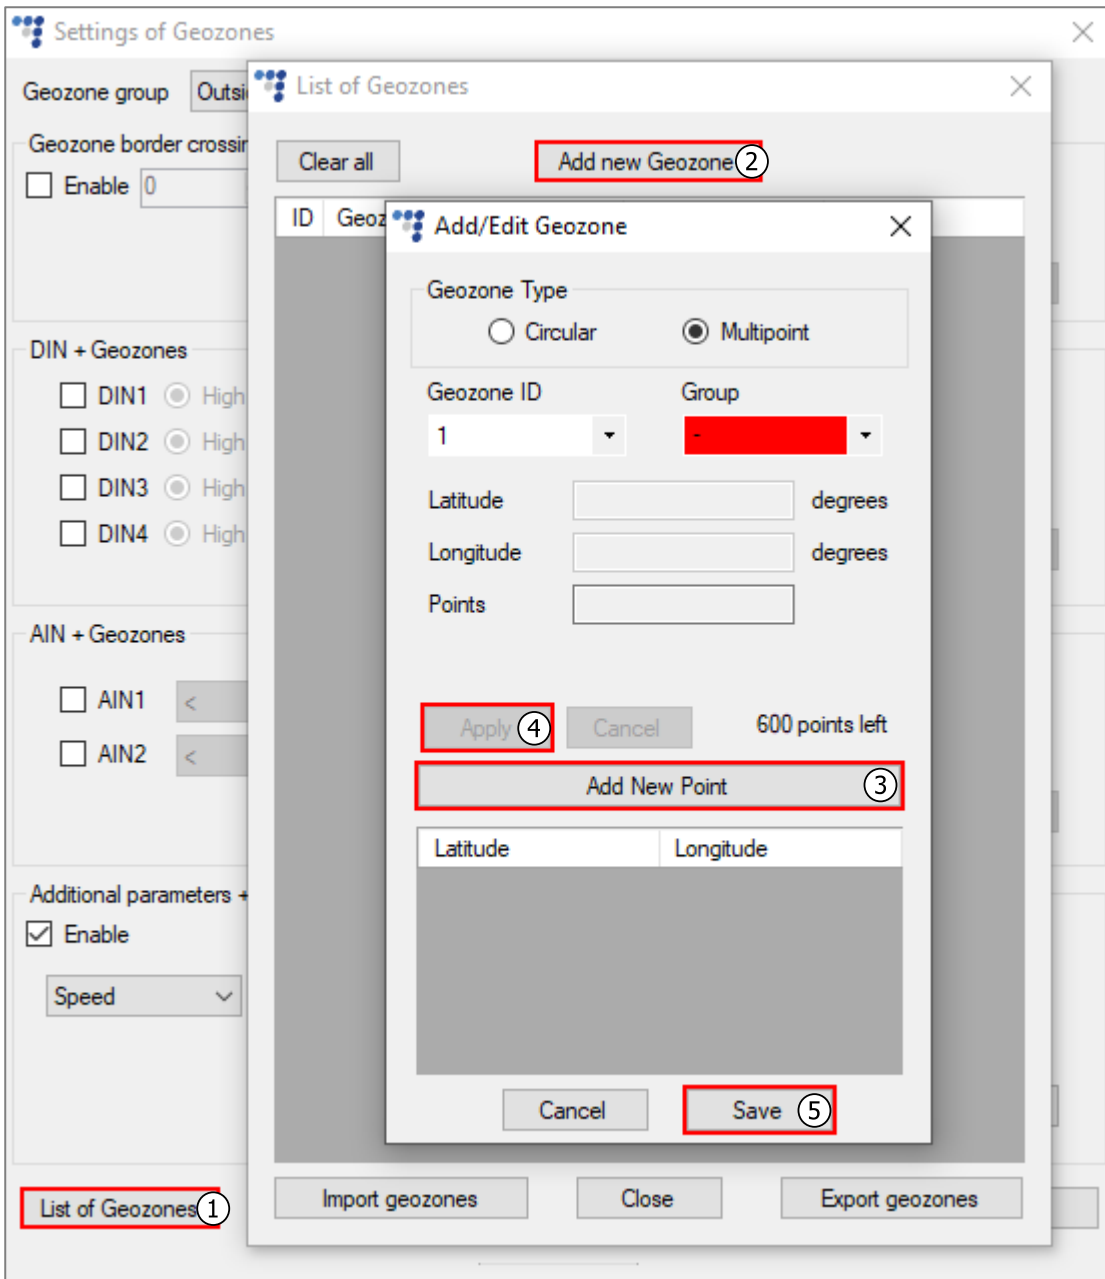 Settings of Geozones
Geozone group Outsi
Geozone border crossin
Enable 0
DIN + Geozones
DIN1 High
DIN2 High
DIN3 High
DIN4 High
AIN + Geozones
AIN1 <
AIN2 <
Additional parameters +
Enable
Speed
List of Geozones 1
List of Geozones
Clear all
Add new Geozone 2
ID Geoz
Add/Edit Geozone
Geozone Type
Circular Multipoint
Geozone ID Group
1 -
Latitude degrees
Longitude degrees
Points
Apply 4 Cancel 600 points left
Add New Point 3
Latitude Longitude
Cancel Save 5
Import geozones Close Export geozones